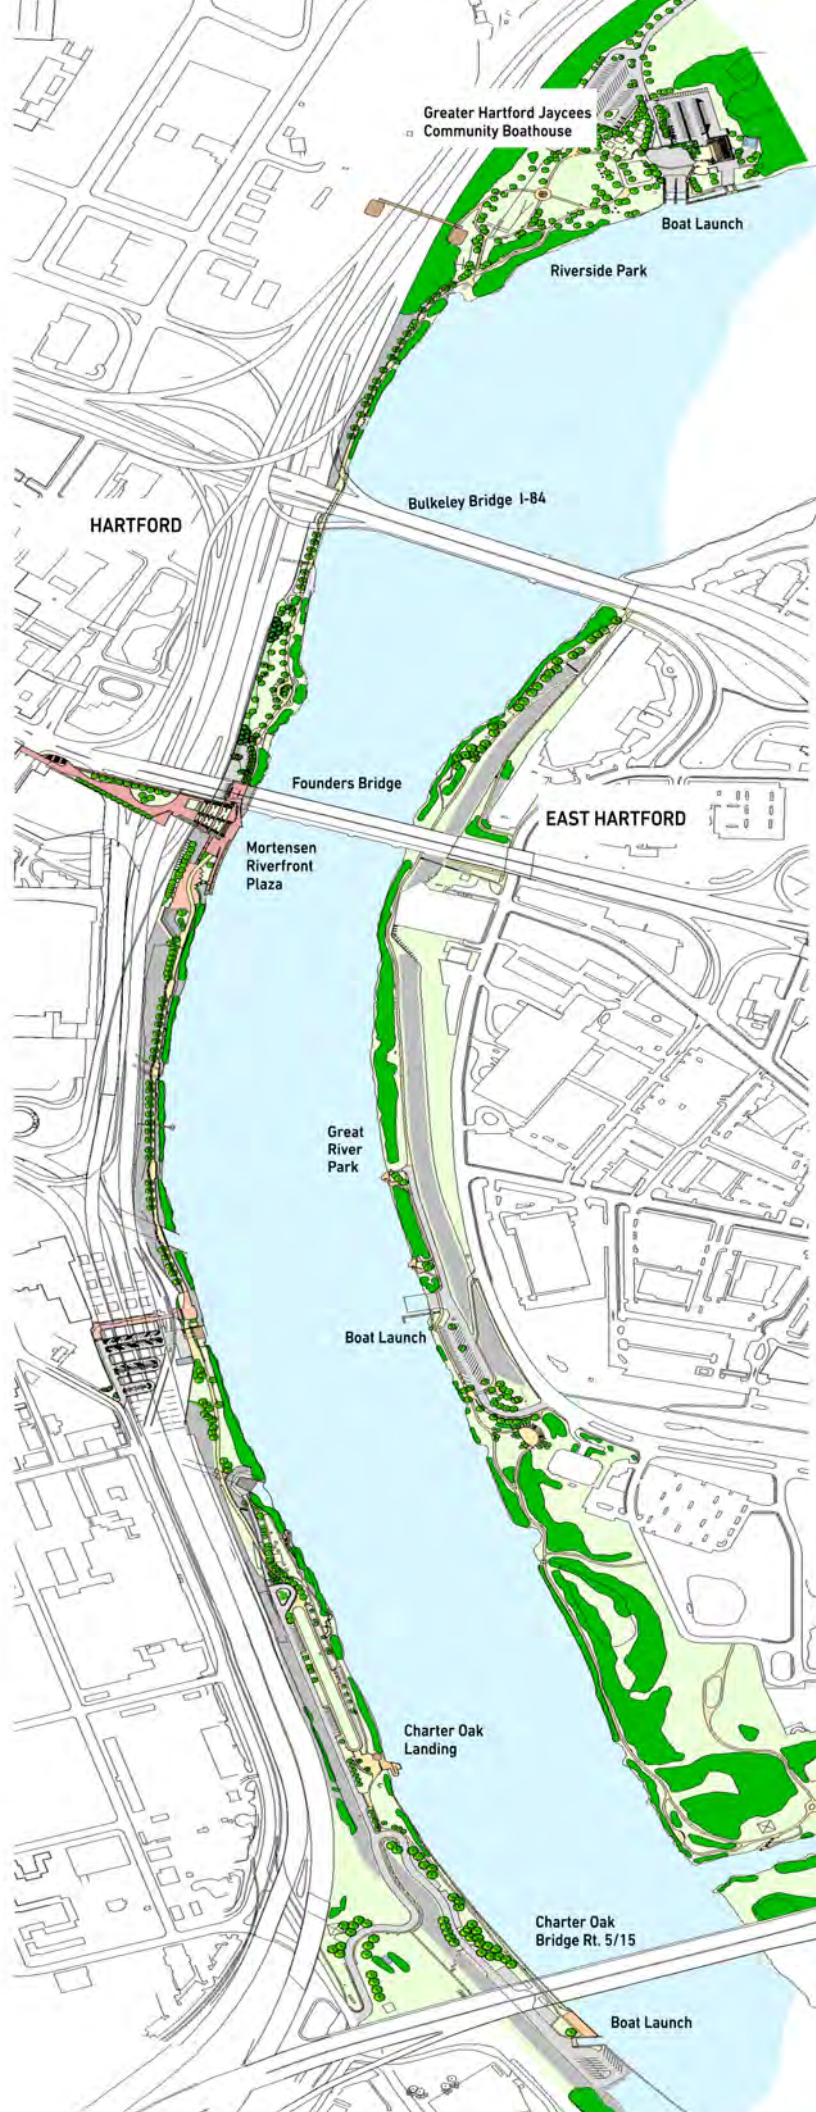 Greater Hartford Jaycees
Community Boathouse
Boat Launch
Riverside Park
Bulkeley Bridge I-84
HARTFORD
Founders Bridge
EAST HARTFORD
Mortensen
Riverfront
Plaza
Great
River
Park
Boat Launch
Charter Oak
Landing
Charter Oak
Bridge Rt. 5/15
Boat Launch